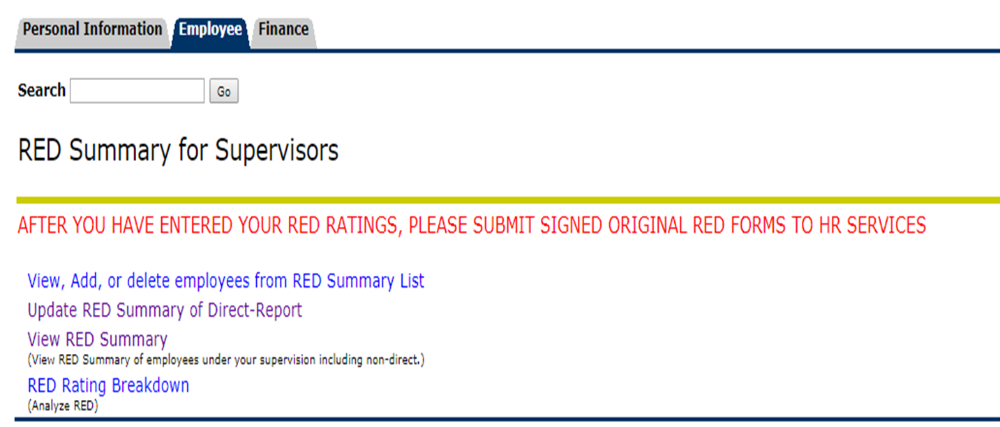 Personal Information Employee Finance
Search Go
RED Summary for Supervisors
AFTER YOU HAVE ENTERED YOUR RED RATINGS, PLEASE SUBMIT SIGNED ORIGINAL RED FORMS TO HR SERVICES
View, Add, or delete employees from RED Summary List
Update RED Summary of Direct-Report
View RED Summary
(View RED Summary of employees under your supervision including non-direct.)
RED Rating Breakdown
(Analyze RED)